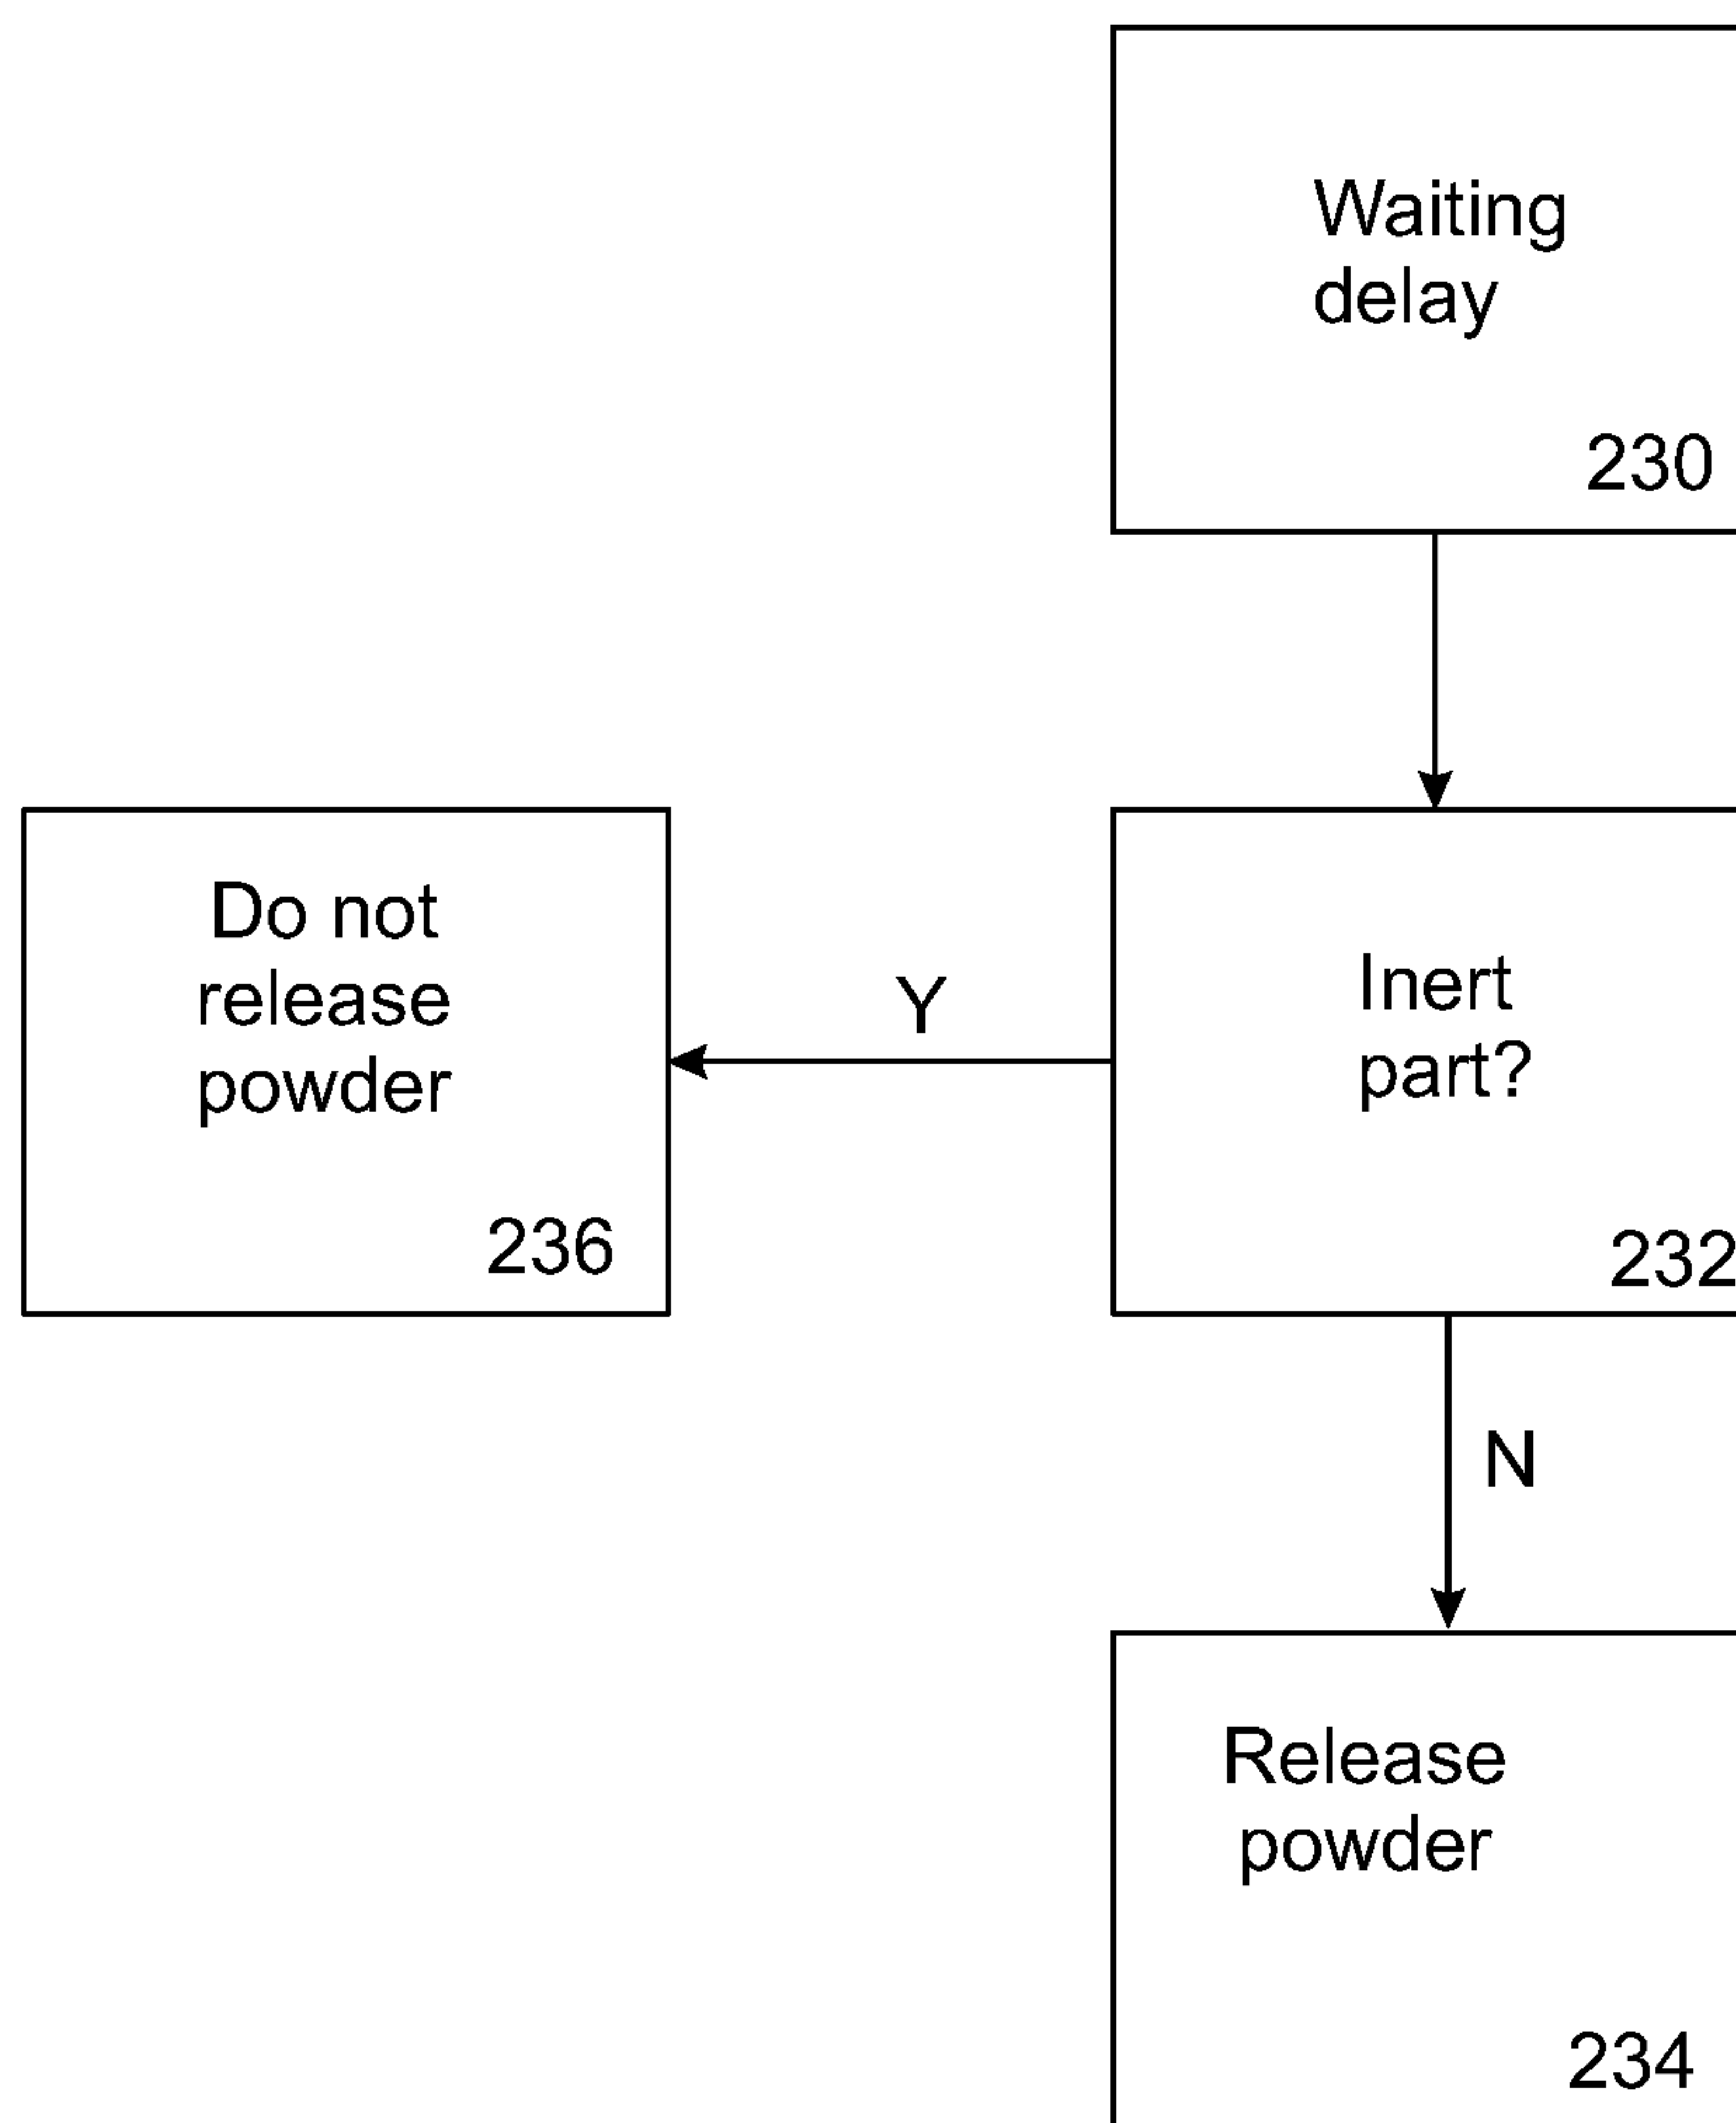 Waiting
delay
230
Do not
release
powder
236
Y
Inert
part?
232
N
Release
powder
234